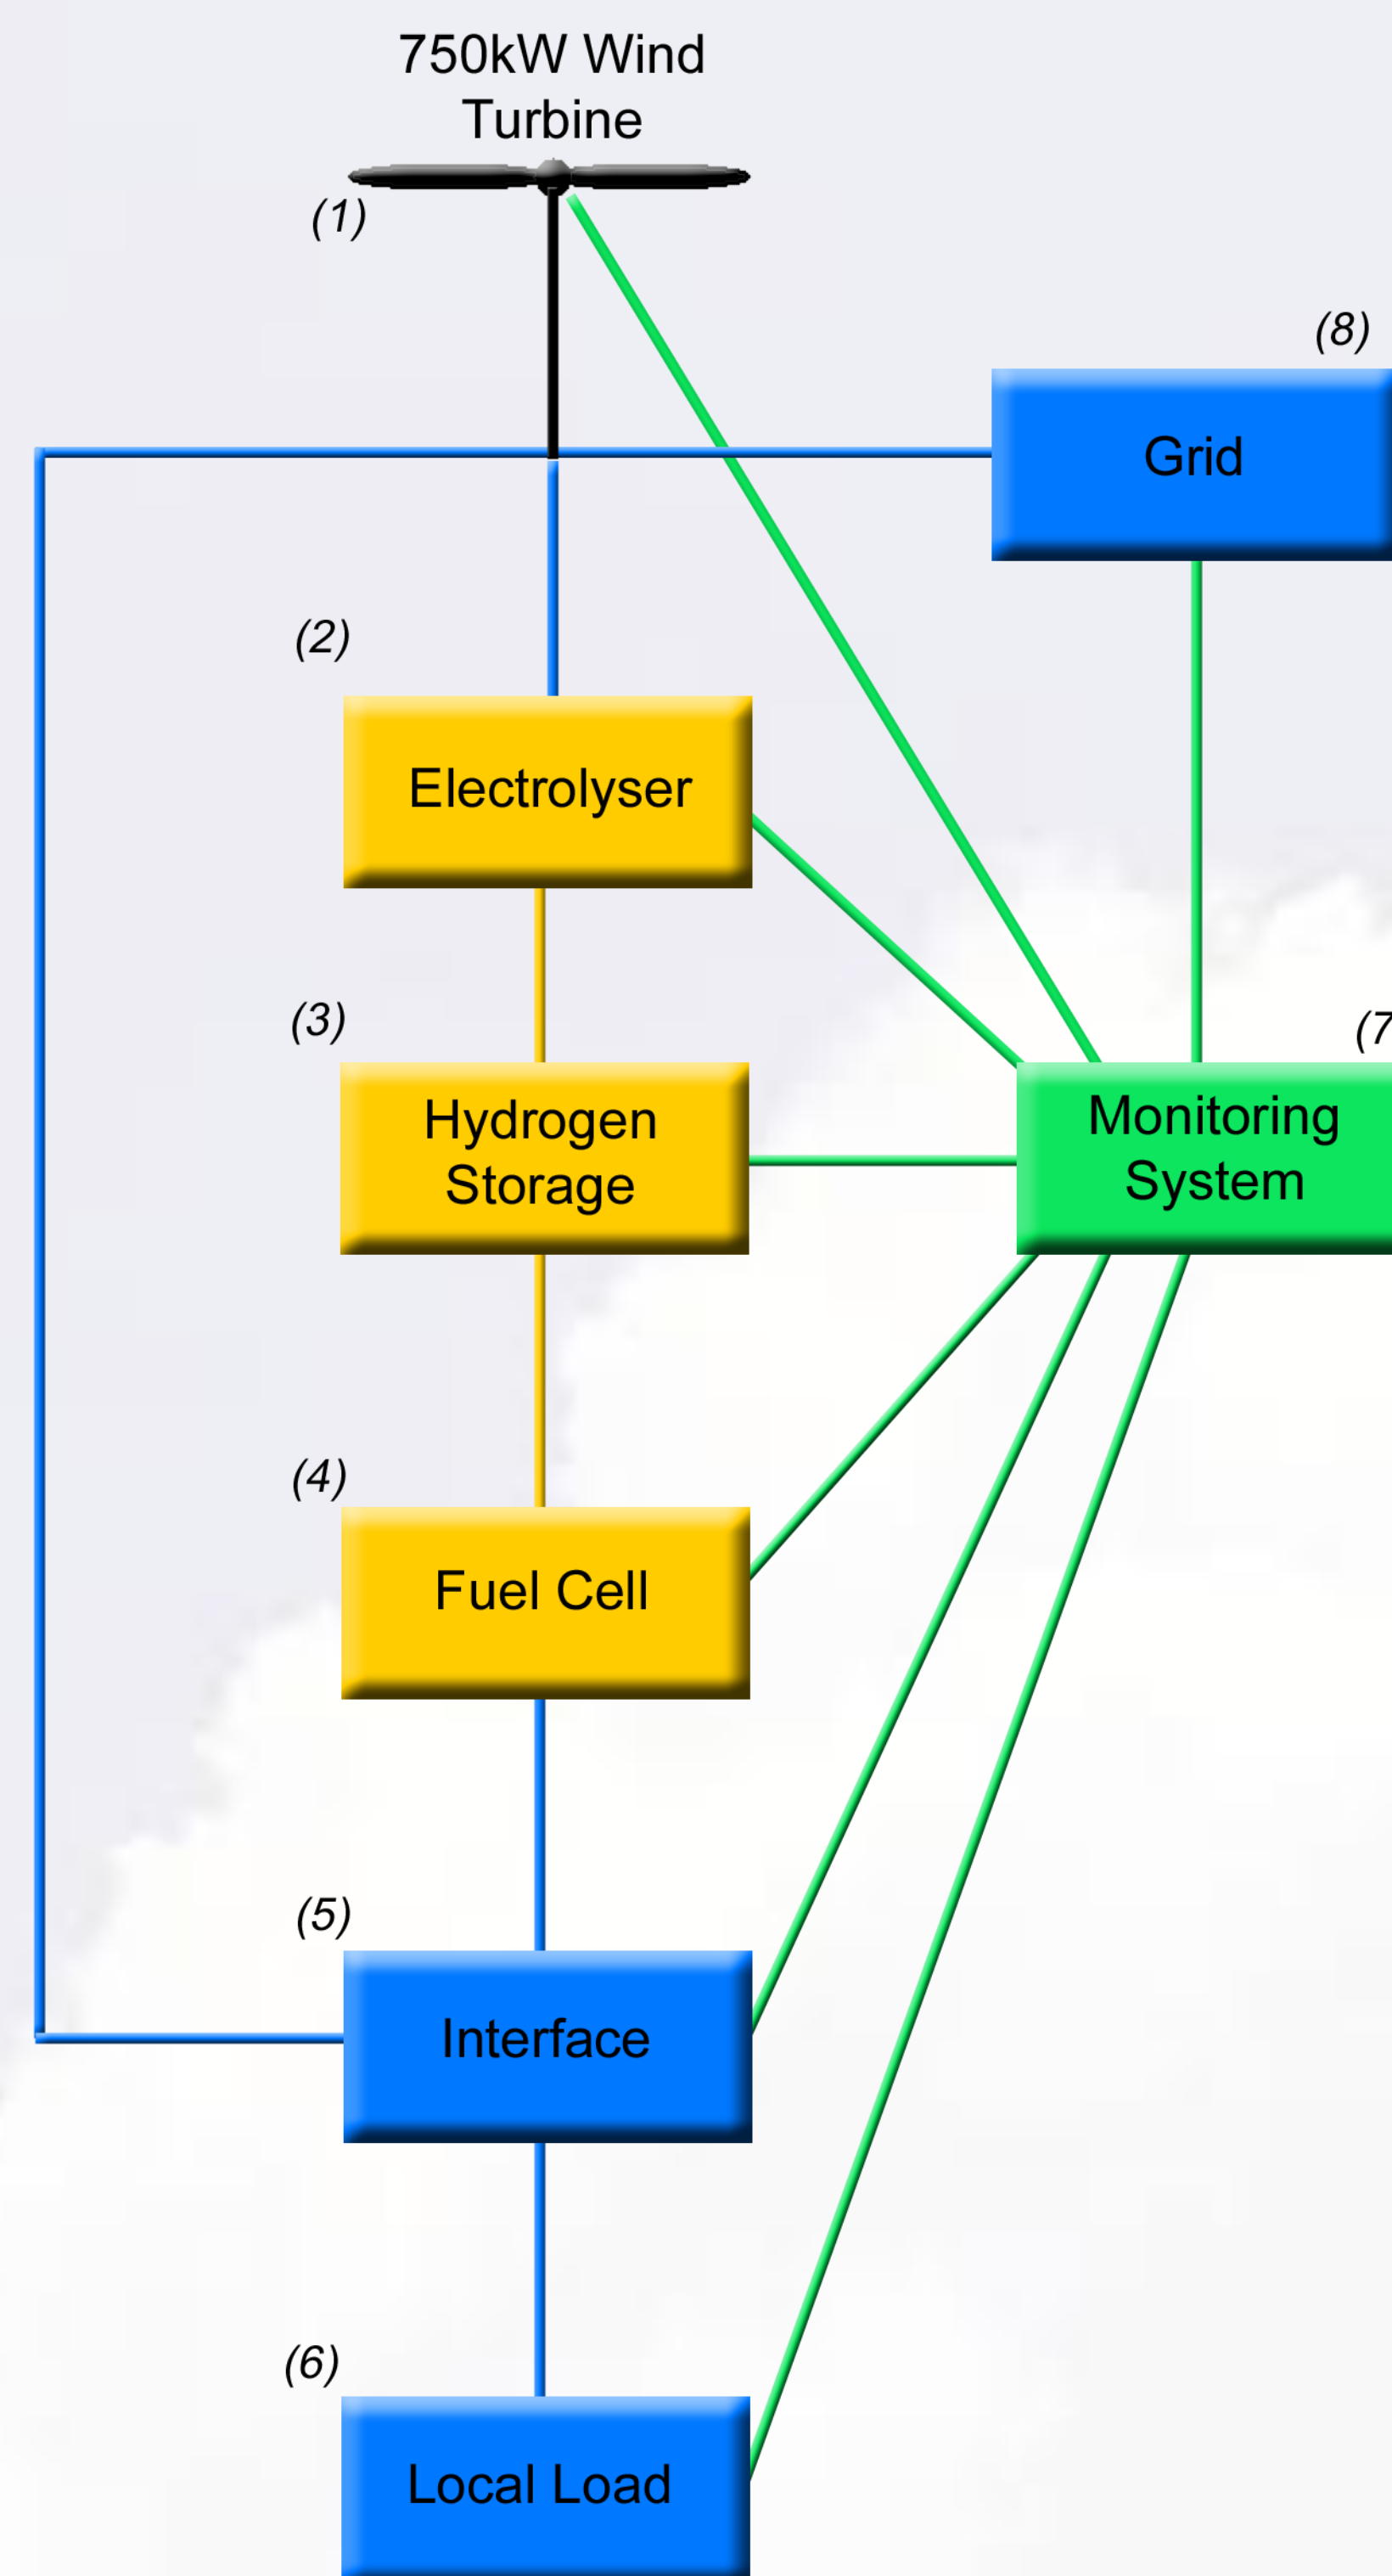 750kW Wind
Turbine
(1)
(8)
Grid
(2)
Electrolyser
(3)
(7
Hydrogen
Storage
Monitoring
System
(4)
Fuel Cell
(5)
Interface
(6)
Local Load